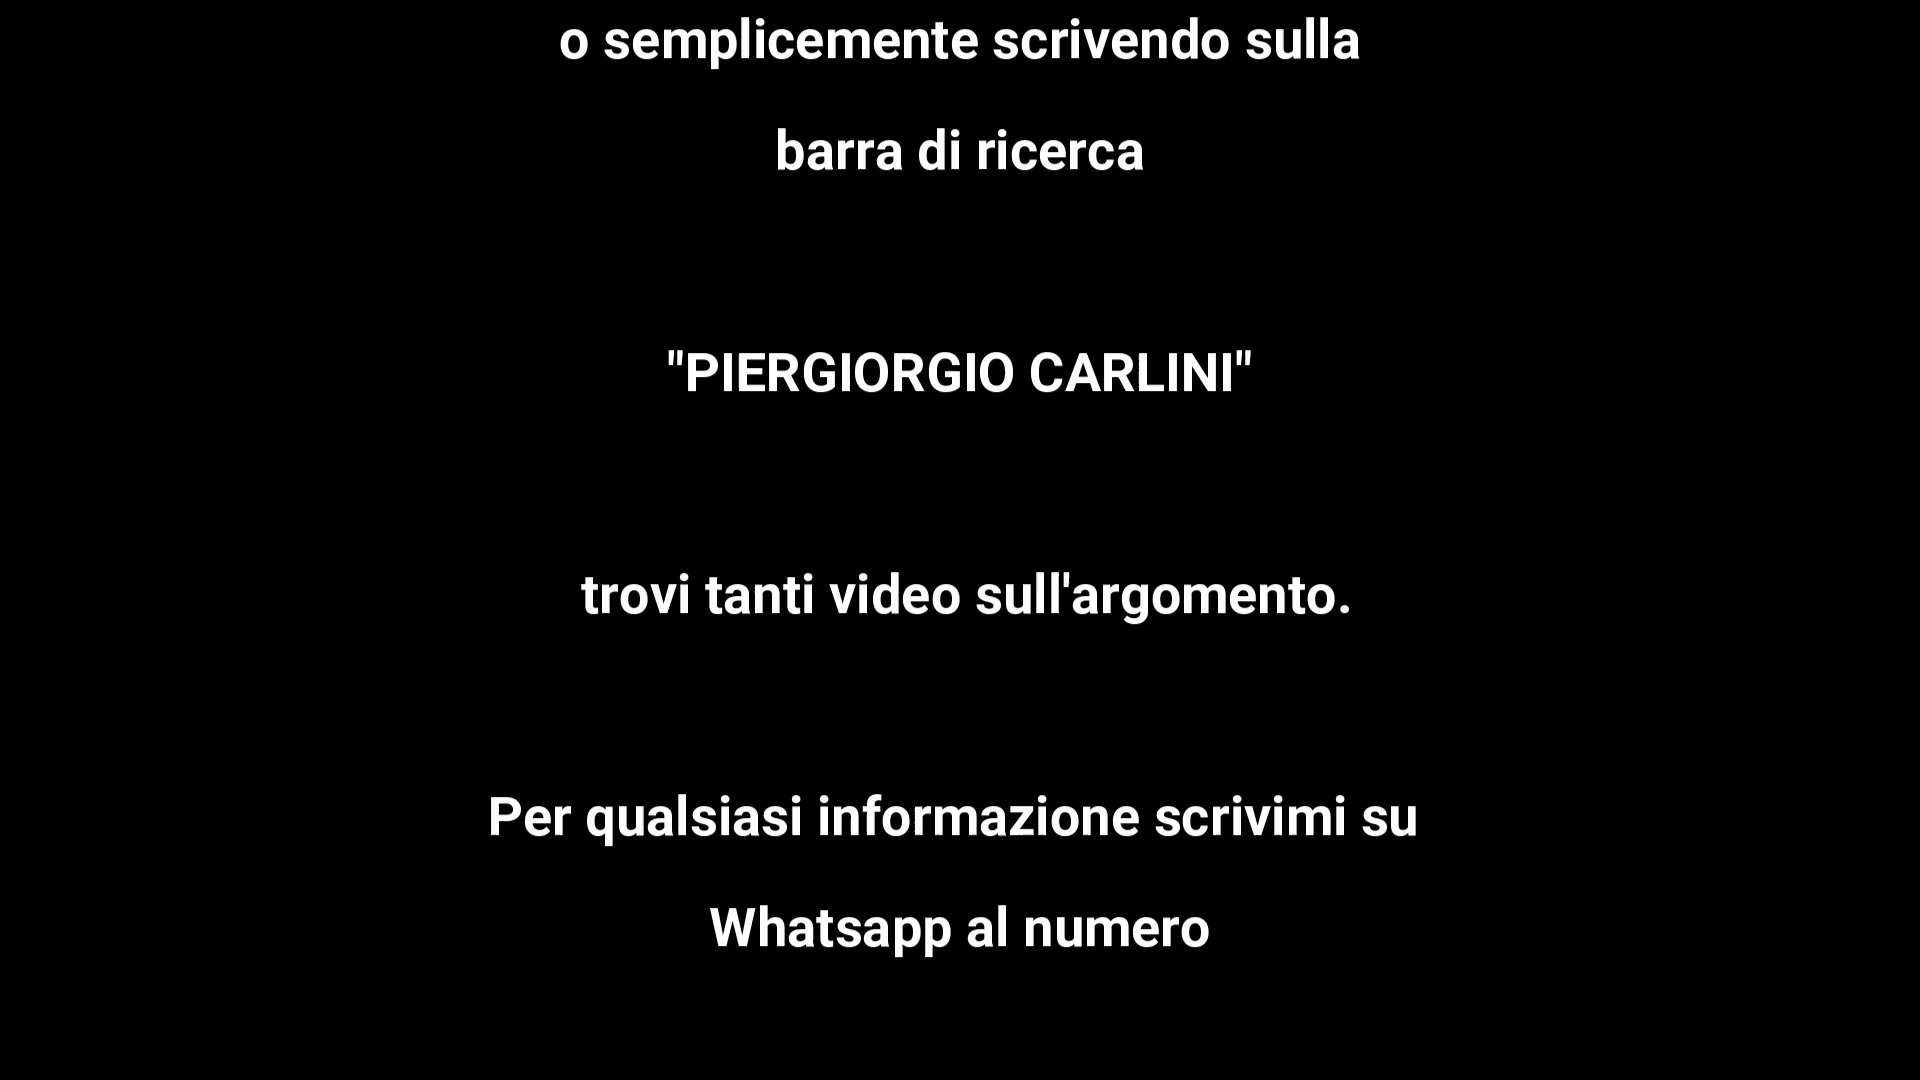 o semplicemente scrivendo sulla
barra di ricerca
"PIERGIORGIO CARLINI"
trovi tanti video sull'argomento.
Per qualsiasi informazione scrivimi su
Whatsapp al numero